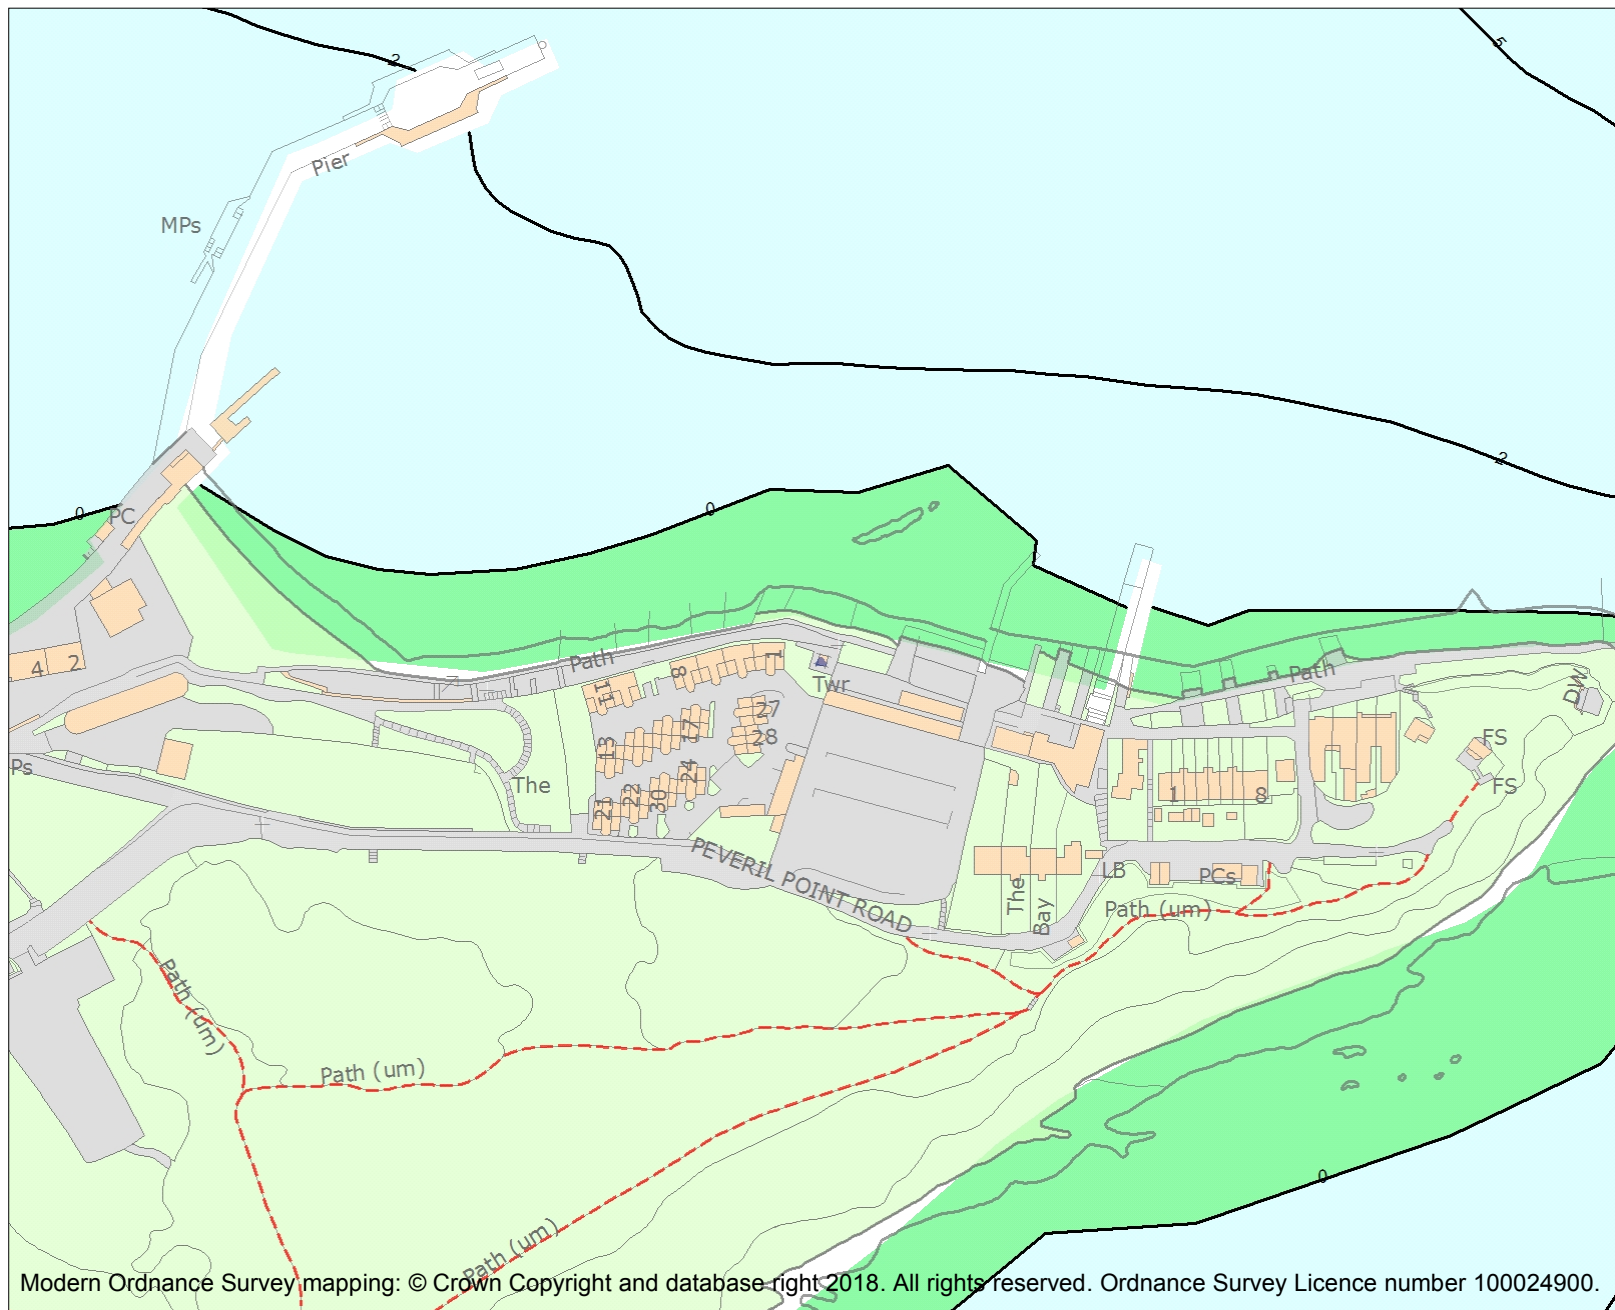 2
5
Pier
MPs
2
0
0
PC
4 2
Path
8
1
11
Twr
Path
DW
27
17
28
13
FS
FS
Ps
The
24
22
30
21
1
8
PEVERIL POINT ROAD
LB
PCs
The
Bay
Path (um)
Path (um)
Path (um)
0
Path (um)
Modern Ordnance Survey mapping: © Crown Copyright and database right 2018. All rights reserved. Ordnance Survey Licence number 100024900.